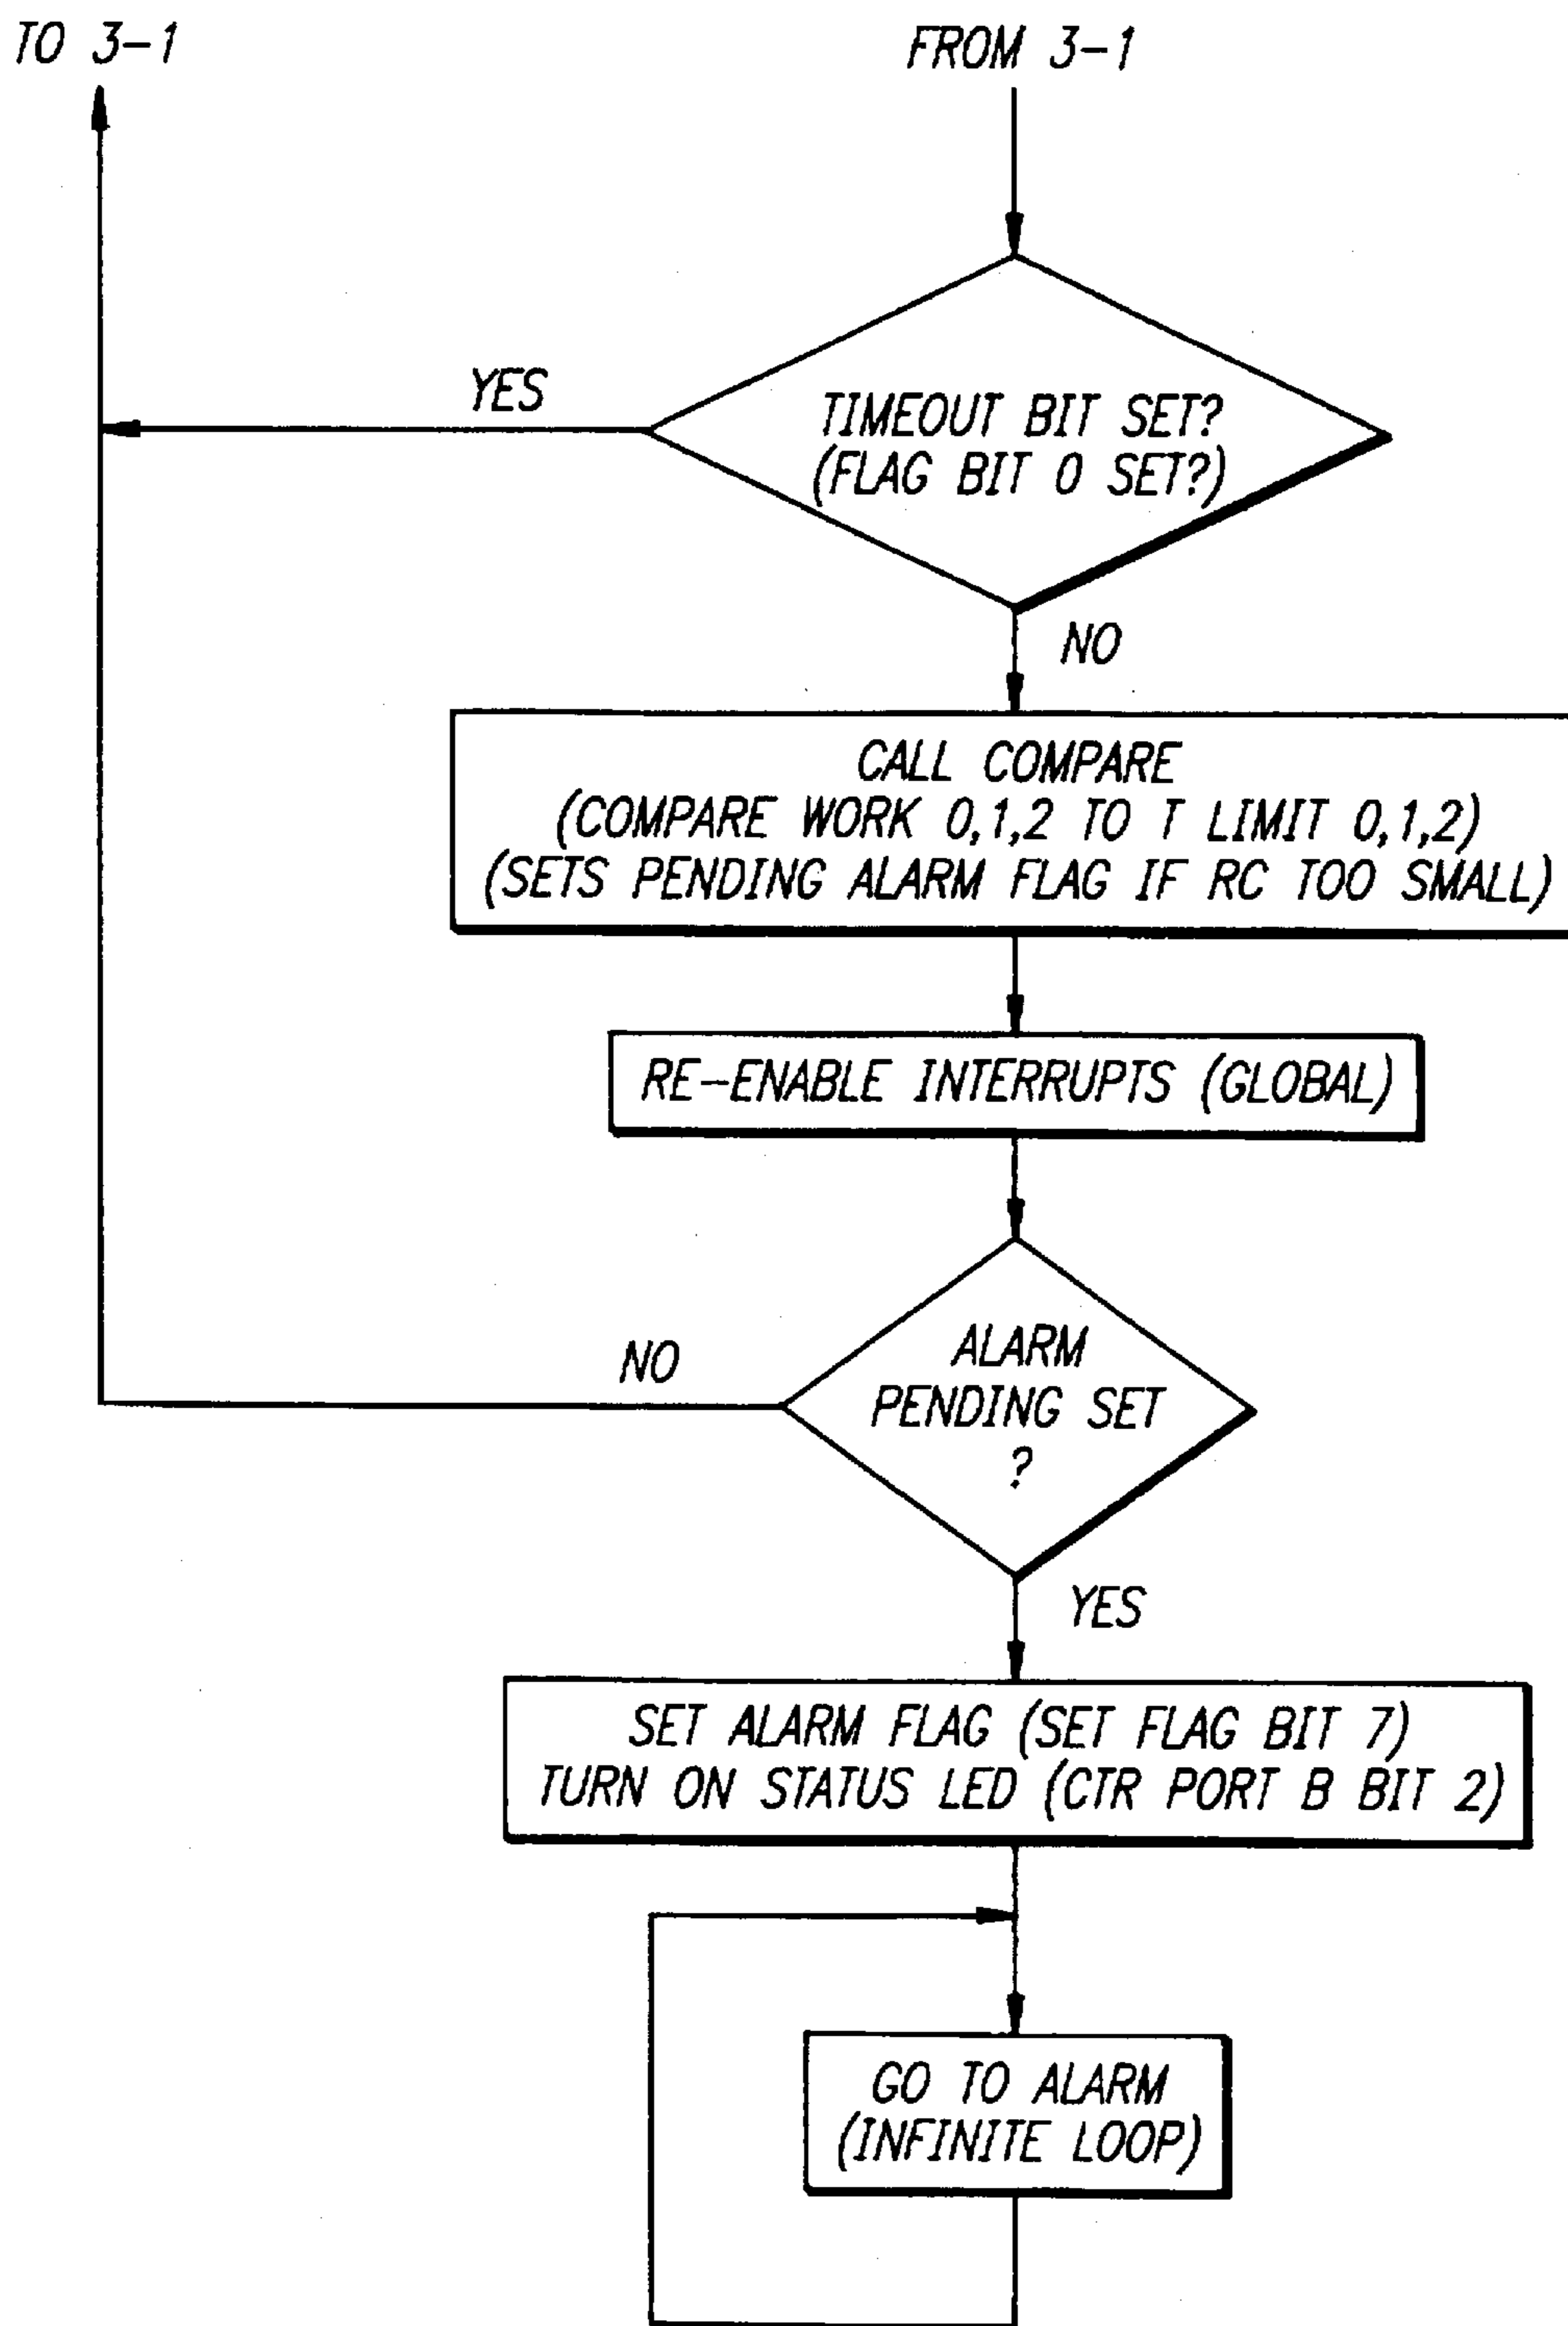 TO 3-1
FROM 3-1
YES
TIMEOUT BIT SET?
(FLAG BIT 0 SET?)
NO
CALL COMPARE
(COMPARE WORK 0,1,2 TO T LIMIT 0,1,2)
(SETS PENDING ALARM FLAG IF RC TOO SMALL)
RE-ENABLE INTERRUPTS (GLOBAL)
NO
ALARM
PENDING SET
?
YES
SET ALARM FLAG (SET FLAG BIT 7)
TURN ON STATUS LED (CTR PORT B BIT 2)
GO TO ALARM
(INFINITE LOOP)